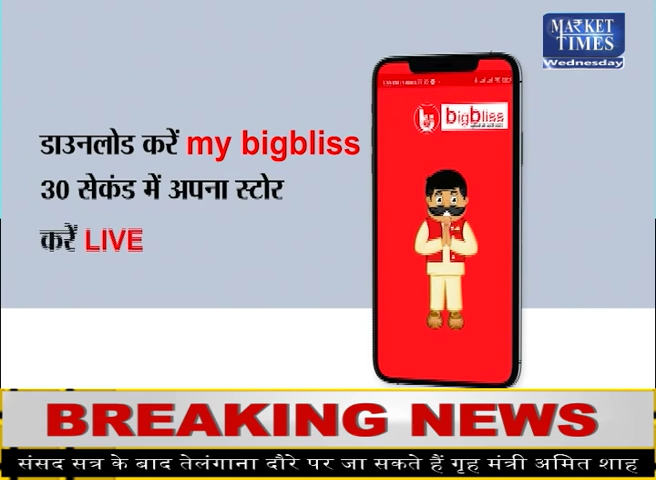 MARKET
TIMES
Wednesday
bigbliss
डाउनलोड करें my bigbliss
30 सेकंड में अपना स्टोर
करें LIVE
BREAKING NEWS
संसद सत्र के बाद तेलंगाना दौरे पर जा सकते हैं गृह मंत्री अमित शाह